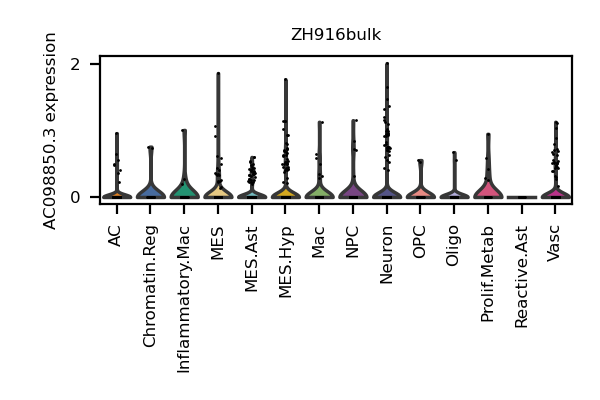 ZH916bulk
AC098850.3 expression
2
0
AC
Chromatin.Reg
Inflammatory.Mac
MES
MES.Ast
MES.Hyp
Mac
NPC
Neuron
OPC
Oligo
Prolif.Metab
Reactive.Ast
Vasc